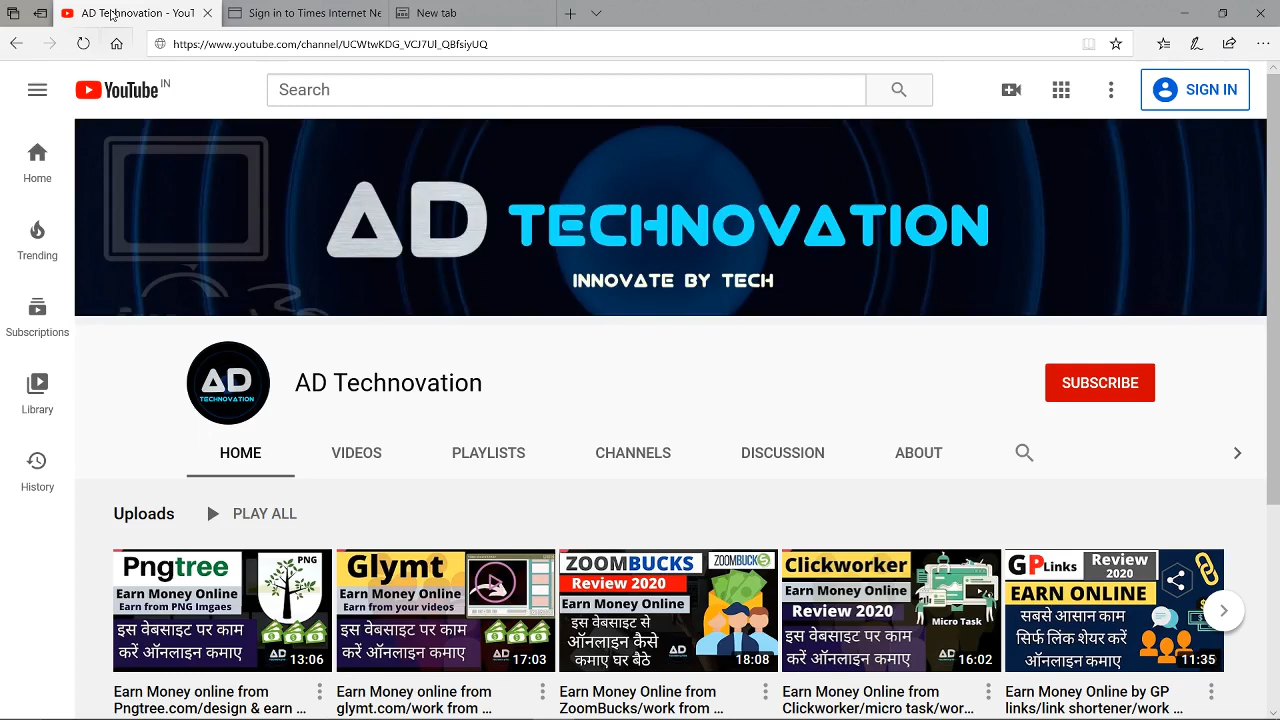 AD Technovation - YouT
Sign in to Times Internet Ne
New tab
https://www.youtube.com/channel/UCWtwKDG_VCJ7Ul_QBfsiyUQ
YouTube IN
Search
SIGN IN
Home
Trending
Subscriptions
Library
History
AD TECHNOVATION
INNOVATE BY TECH
AD
TECHNOVATION
AD Technovation
SUBSCRIBE
HOME
VIDEOS
PLAYLISTS
CHANNELS
DISCUSSION
ABOUT
Uploads
PLAY ALL
Pngtree
PNG
Earn Money Online
Earn from PNG Imgaes
इस वेबसाइट पर काम
करें ऑनलाइन कमाए
AD
13:06
Glymt
Earn Money Online
Earn from your videos
इस वेबसाइट पर काम
करें ऑनलाइन कमाए
AD
17:03
ZOOMBUCKS
ZOOMBUCK$
Review 2020
Earn Money Online
इस वेबसाइट से
ऑनलाइन कैसे
कमाए घर बैठे
AD
18:08
Clickworker
Earn Money Online
Review 2020
Micro Task
इस वेबसाइट पर काम
करें ऑनलाइन कमाए
AD
16:02
GPLinks
Review
2020
EARN ONLINE
सबसे आसान काम
सिर्फ लिंक शेयर करें
ऑनलाइन कमाए
11:35
Earn Money online from
Pngtree.com/design & earn ...
Earn Money online from
glymt.com/work from ...
Earn Money Online from
ZoomBucks/work from ...
Earn Money Online from
Clickworker/micro task/wor...
Earn Money Online by GP
links/link shortener/work ...